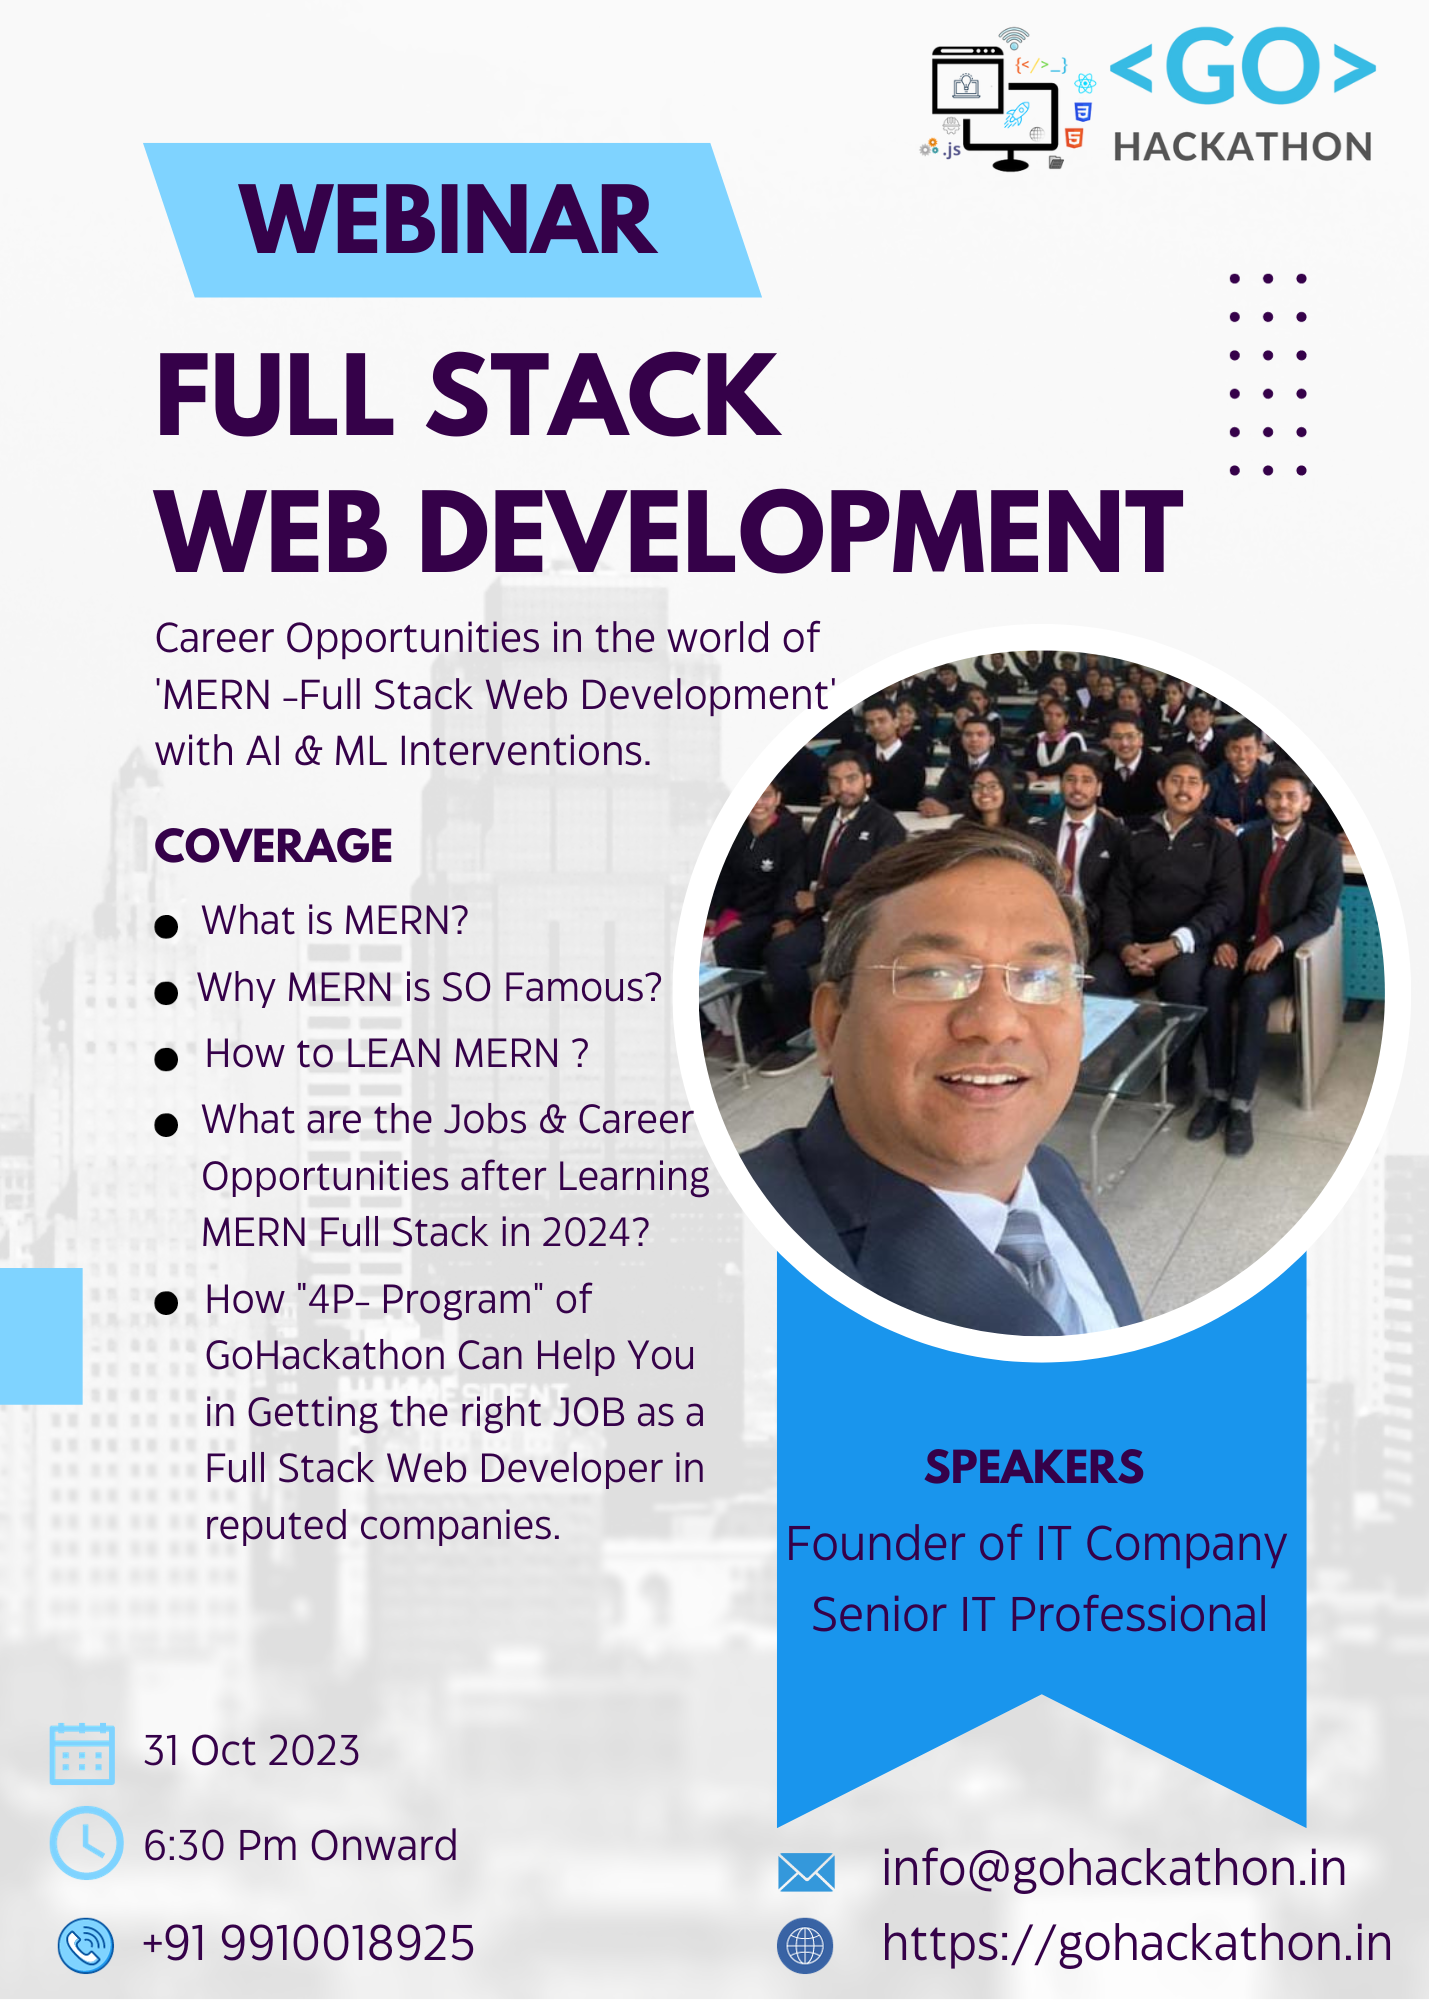 {</>_}
.js
<GO>
HACKATHON
WEBINAR
FULL STACK
WEB DEVELOPMENT
Career Opportunities in the world of
'MERN -Full Stack Web Development'
with AI & ML Interventions.
COVERAGE
What is MERN?
Why MERN is SO Famous?
How to LEAN MERN ?
What are the Jobs & Career
Opportunities after Learning
MERN Full Stack in 2024?
How "4P- Program" of
GoHackathon Can Help You
in Getting the right JOB as a
Full Stack Web Developer in
reputed companies.
SPEAKERS
Founder of IT Company
Senior IT Professional
31 Oct 2023
6:30 Pm Onward
+91 9910018925
info@gohackathon.in
https://gohackathon.in